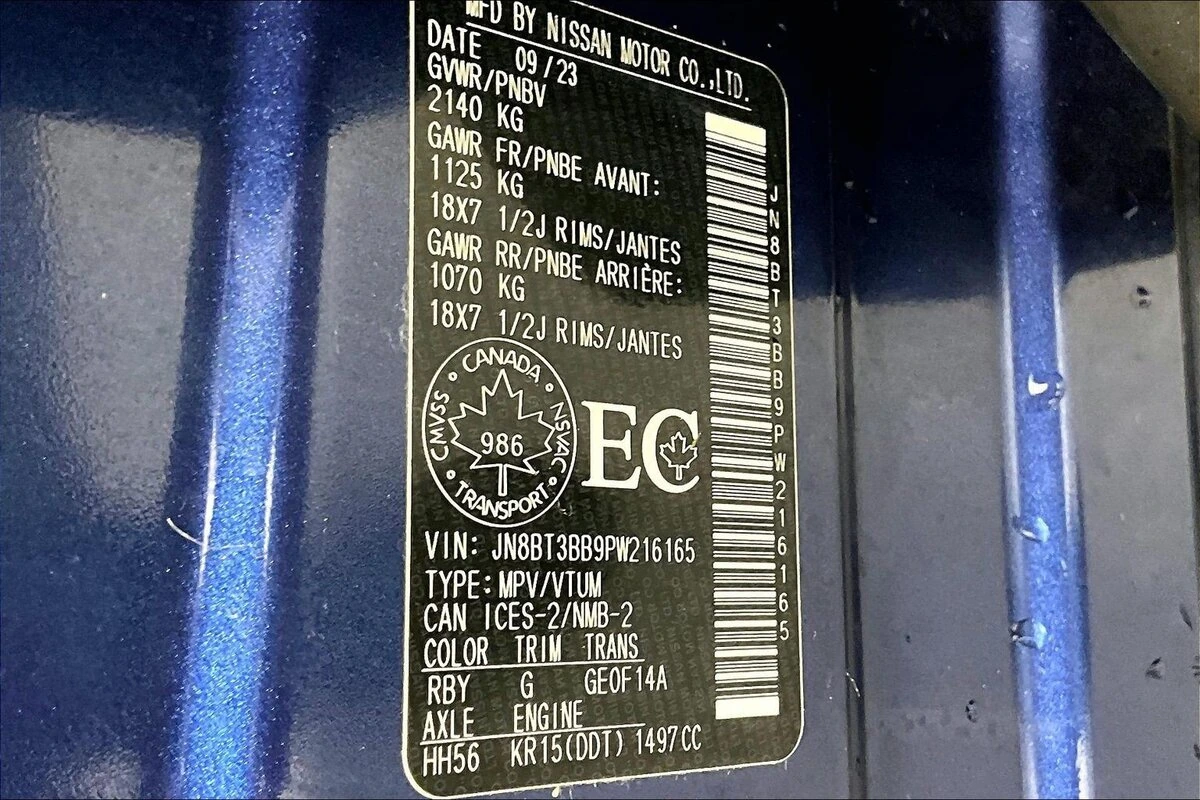 MFD BY NISSAN MOTOR CO.,LTD.
DATE 09/23
GVWR/PNBV
2140 KG
GAWR FR/PNBE AVANT:
1125 KG
18X7 1/2J RIMS/JANTES
GAWR RR/PNBE ARRIÈRE:
1070 KG
18X7 1/2J RIMS/JANTES
CANADA
CMVSS
NSVAC
986
TRANSPORT
EC
VIN: JN8BT3BB9PW216165
TYPE: MPV/VTUM
CAN ICES-2/NMB-2
COLOR TRIM TRANS
RBY G GEOF14A
AXLE ENGINE
HH56 KR15(DDT) 1497CC
JN8BT3BB9PW216165